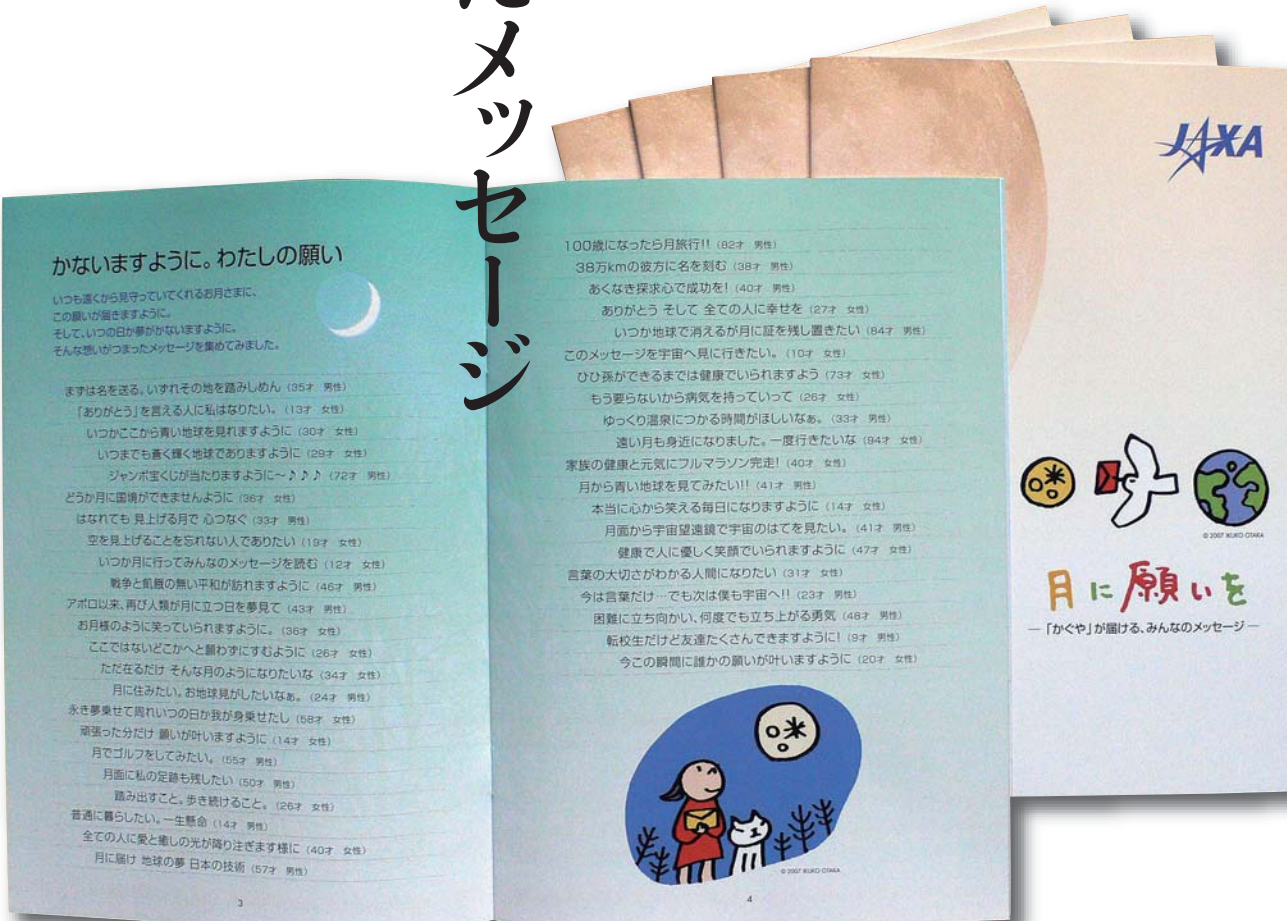 たメッセージ
かないますように。わたしの願い
いつも遠くから見守っていてくれるお月さまに、
この願いが届きますように。
そして、いつの日か夢がかないますように。
そんな想いがつまったメッセージを集めてみました。
まずは名を送る。いずれその地を踏みしめん (35才 男性)
「ありがとう」を言える人に私はなりたい。(13才 女性)
いつかここから青い地球を見れますように (30才 女性)
いつまでも蒼く輝く地球でありますように (29才 女性)
ジャンボ宝くじが当たりますように〜♪♪♪ (72才 男性)
どうか月に国境ができませんように (36才 女性)
はなれても 見上げる月で 心つなぐ (33才 男性)
空を見上げることを忘れない人でありたい (19才 女性)
いつか月に行ってみんなのメッセージを読む (12才 女性)
戦争と飢餓の無い平和が訪れますように (46才 男性)
アポロ以来、再び人類が月に立つ日を夢見て (43才 男性)
お月様のように笑っていられますように。(36才 女性)
ここではないどこかへと願わずにすむように (26才 女性)
ただ在るだけ そんな月のようになりたいな (34才 女性)
月に住みたい。お地球見がしたいなぁ。(24才 男性)
永き夢乗せて周れいつの日か我が身乗せたし (58才 女性)
頑張った分だけ 願いが叶いますように (14才 女性)
月でゴルフをしてみたい。(55才 男性)
月面に私の足跡も残したい (50才 男性)
踏み出すこと。歩き続けること。(26才 女性)
普通に暮らしたい。一生懸命 (14才 男性)
全ての人に愛と癒しの光が降り注ぎます様に (40才 女性)
月に届け 地球の夢 日本の技術 (57才 男性)
3
100歳になったら月旅行!! (82才 男性)
38万kmの彼方に名を刻む (38才 男性)
あくなき探求心で成功を! (40才 男性)
ありがとう そして 全ての人に幸せを (27才 女性)
いつか地球で消えるが月に証を残し置きたい (84才 男性)
このメッセージを宇宙へ見に行きたい。(10才 女性)
ひひ孫ができるまでは健康でいられますよう (73才 女性)
もう要らないから病気を持っていって (26才 女性)
ゆっくり温泉につかる時間がほしいなぁ。(33才 男性)
遠い月も身近になりました。一度行きたいな (94才 女性)
家族の健康と元気にフルマラソン完走! (40才 女性)
月から青い地球を見てみたい!! (41才 男性)
本当に心から笑える毎日になりますように (14才 女性)
月面から宇宙望遠鏡で宇宙のはてを見たい。(41才 男性)
健康で人に優しく笑顔でいられますように (47才 女性)
言葉の大切さがわかる人間になりたい (31才 女性)
今は言葉だけ…でも次は僕も宇宙へ!! (23才 男性)
困難に立ち向かい、何度でも立ち上がる勇気 (48才 男性)
転校生だけど友達たくさんできますように! (9才 男性)
今この瞬間に誰かの願いが叶いますように (20才 女性)
© 2007 IKUKO OTAKA
4
JAXA
© 2007 IKUKO OTAKA
月に願いを
―「かぐや」が届ける、みんなのメッセージ―